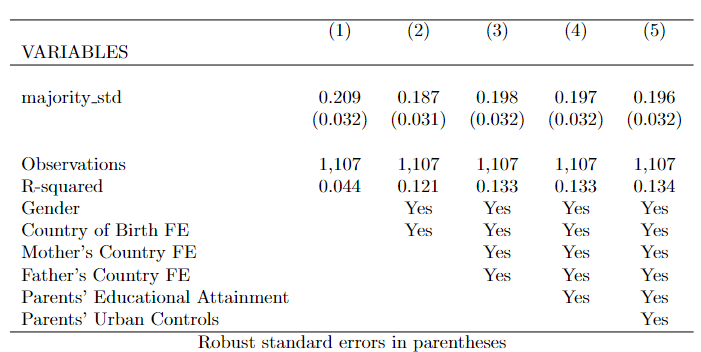 (1) (2) (3) (4) (5)
VARIABLES
majority_std 0.209 0.187 0.198 0.197 0.196
(0.032) (0.031) (0.032) (0.032) (0.032)
Observations 1,107 1,107 1,107 1,107 1,107
R-squared 0.044 0.121 0.133 0.133 0.134
Gender Yes Yes Yes Yes
Country of Birth FE Yes Yes Yes Yes
Mother's Country FE Yes Yes Yes
Father's Country FE Yes Yes Yes
Parents' Educational Attainment Yes Yes
Parents' Urban Controls Yes
Robust standard errors in parentheses